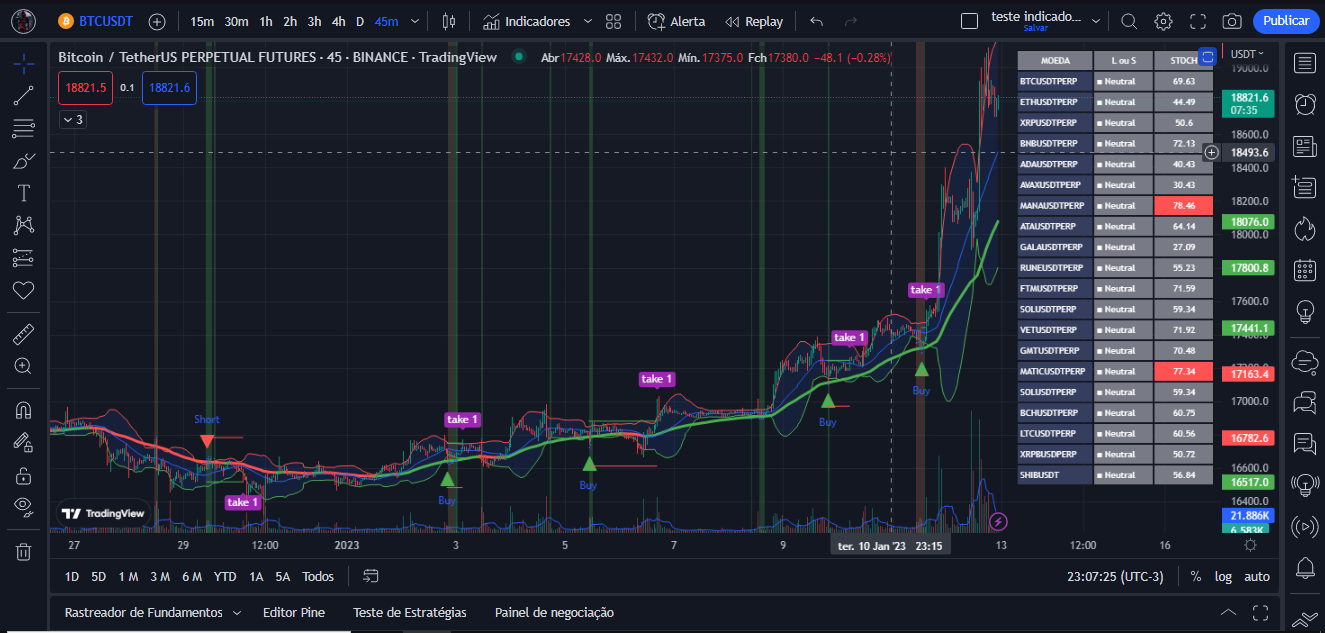 BTCUSDT 15m 30m 1h 2h 3h 4h D 45m Indicadores Alerta Replay teste indicado... Salvar Publicar
Bitcoin / TetherUS PERPETUAL FUTURES · 45 · BINANCE · TradingView Abr17428.0 Máx.17432.0 Mín.17375.0 Fch17380.0 −48.1 (−0.28%)
18821.5 0.1 18821.6
3
MOEDA L ou S STOCH
BTCUSDTPERP Neutral 69.63
ETHUSDTPERP Neutral 44.49
XRPUSDTPERP Neutral 50.6
BNBUSDTPERP Neutral 72.13
ADAUSDTPERP Neutral 40.43
AVAXUSDTPERP Neutral 30.43
MANAUSDTPERP Neutral 78.46
ATAUSDTPERP Neutral 64.14
GALAUSDTPERP Neutral 27.09
RUNEUSDTPERP Neutral 55.23
FTMUSDTPERP Neutral 71.59
SOLUSDTPERP Neutral 59.34
VETUSDTPERP Neutral 71.92
GMTUSDTPERP Neutral 70.48
MATICUSDTPERP Neutral 77.34
SOLUSDTPERP Neutral 59.34
BCHUSDTPERP Neutral 60.75
LTCUSDTPERP Neutral 60.56
XRPBUSDPERP Neutral 50.72
SHIBUSDT Neutral 56.84
USDT
19000.0
18821.6
07:35
18600.0
18493.6
18400.0
18200.0
18076.0
18000.0
17800.8
17600.0
17441.1
17200.0
17163.4
17000.0
16782.6
16600.0
16517.0
16400.0
21.886K
6.583K
Short
take 1
take 1
Buy
take 1
Buy
take 1
Buy
take 1
Buy
TradingView
27 29 12:00 2023 3 5 7 9 ter. 10 Jan '23 23:15 13 12:00 16
1D 5D 1 M 3 M 6 M YTD 1A 5A Todos 23:07:25 (UTC-3) % log auto
Rastreador de Fundamentos Editor Pine Teste de Estratégias Painel de negociação